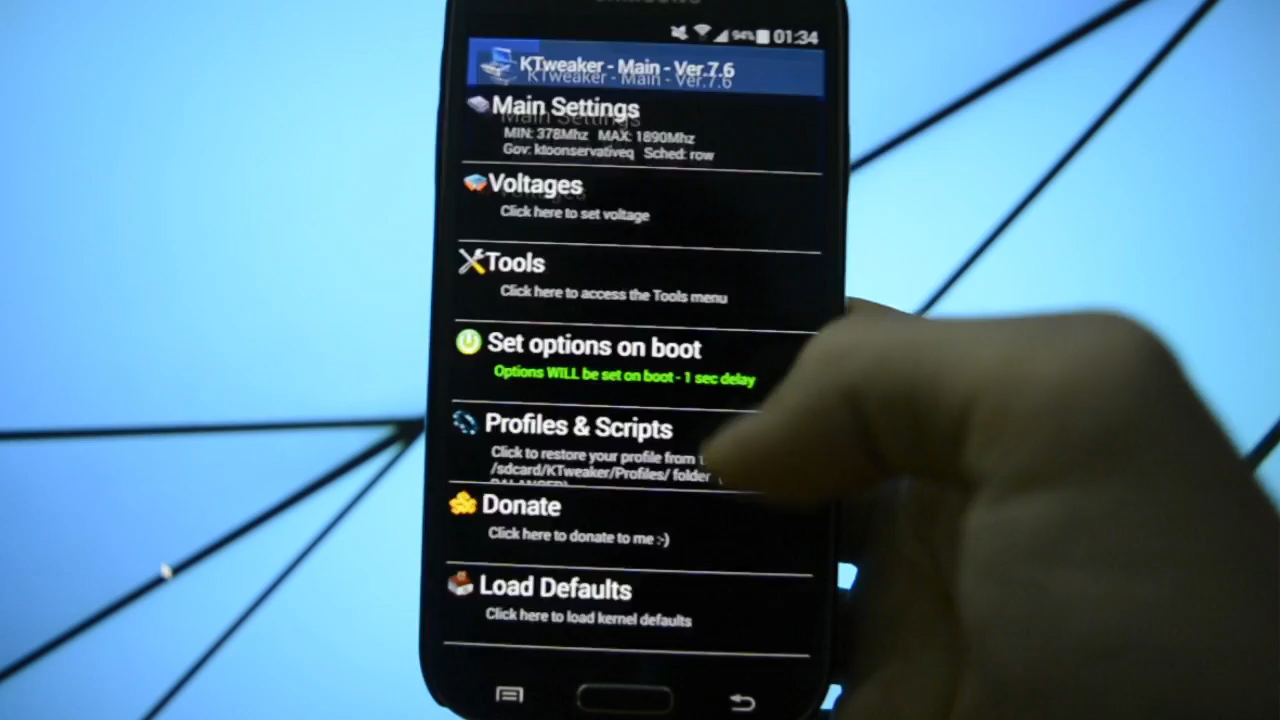 94% 01:34
KTweaker - Main - Ver.7.6
Main Settings
MIN: 378Mhz MAX: 1890Mhz
Gov: ktoonservativeq Sched: row
Voltages
Click here to set voltage
Tools
Click here to access the Tools menu
Set options on boot
Options WILL be set on boot - 1 sec delay
Profiles & Scripts
Click to restore your profile from
/sdcard/KTweaker/Profiles/ folder
Donate
Click here to donate to me :-)
Load Defaults
Click here to load kernel defaults